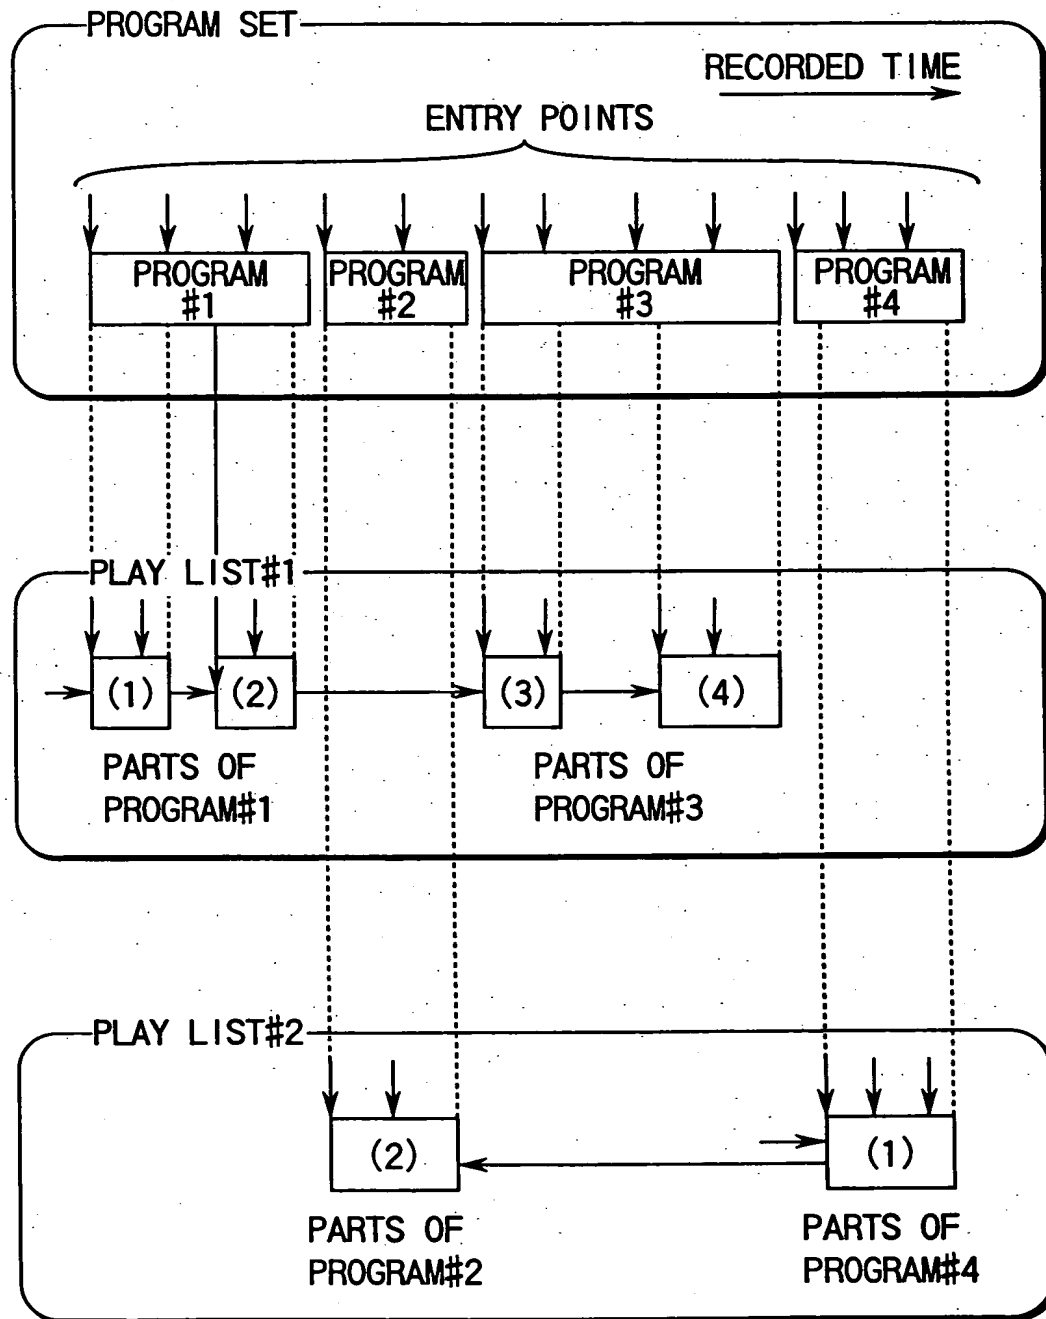 PROGRAM SET
RECORDED TIME
ENTRY POINTS
PROGRAM #1
PROGRAM #2
PROGRAM #3
PROGRAM #4
PLAY LIST#1
(1)
(2)
(3)
(4)
PARTS OF
PROGRAM#1
PARTS OF
PROGRAM#3
PLAY LIST#2
(2)
(1)
PARTS OF
PROGRAM#2
PARTS OF
PROGRAM#4